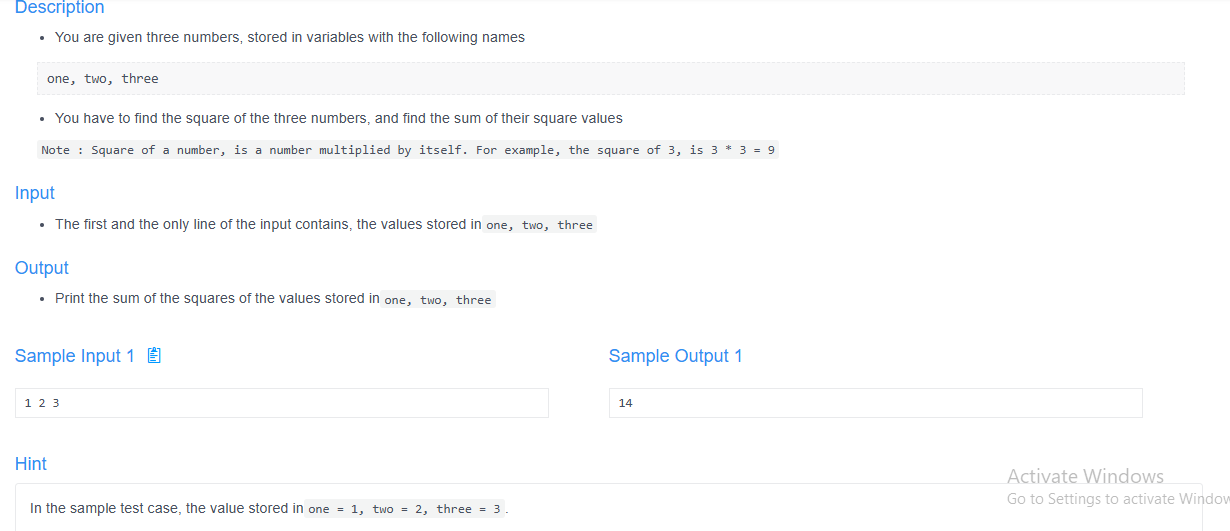 Description
• You are given three numbers, stored in variables with the following names
one, two, three
• You have to find the square of the three numbers, and find the sum of their square values
Note : Square of a number, is a number multiplied by itself. For example, the square of 3, is 3 * 3 = 9
Input
• The first and the only line of the input contains, the values stored in one, two, three
Output
• Print the sum of the squares of the values stored in one, two, three
Sample Input 1
Sample Output 1
1 2 3
14
Hint
Activate Windows
Go to Settings to activate Window
In the sample test case, the value stored in one = 1, two = 2, three = 3 .